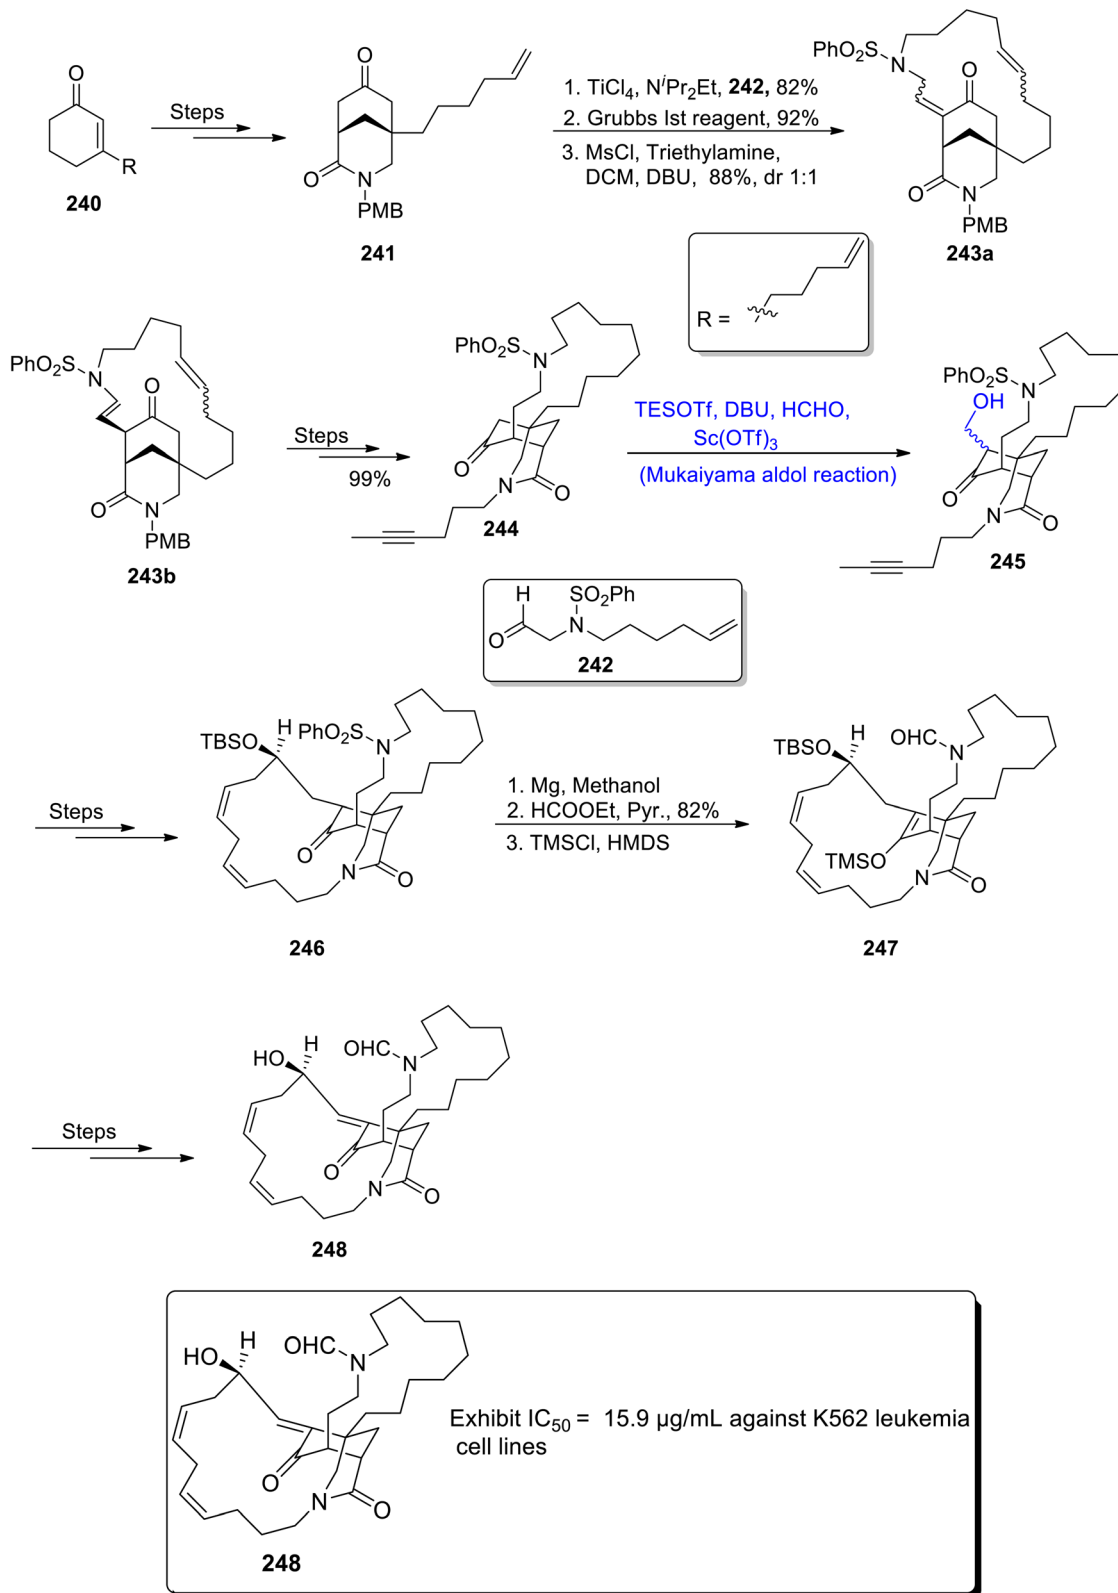 O
Steps
R
240
O
O
N
PMB
241
1. TiCl4, NiPr2Et, 242, 82%
2. Grubbs Ist reagent, 92%
3. MsCl, Triethylamine,
DCM, DBU, 88%, dr 1:1
PhO2S
N
O
O
N
PMB
243a
R =
PhO2S
N
O
O
N
PMB
243b
Steps
99%
PhO2S
N
O
N
O
244
TESOTf, DBU, HCHO,
Sc(OTf)3
(Mukaiyama aldol reaction)
PhO2S
N
OH
O
N
O
245
H
SO2Ph
N
O
242
Steps
H
TBSO
PhO2S
N
O
N
O
246
1. Mg, Methanol
2. HCOOEt, Pyr., 82%
3. TMSCl, HMDS
H
TBSO
OHC
N
TMSO
N
O
247
Steps
H
HO
OHC
N
O
N
O
248
H
HO
OHC
N
O
N
O
248
Exhibit IC50 = 15.9 µg/mL against K562 leukemia
cell lines